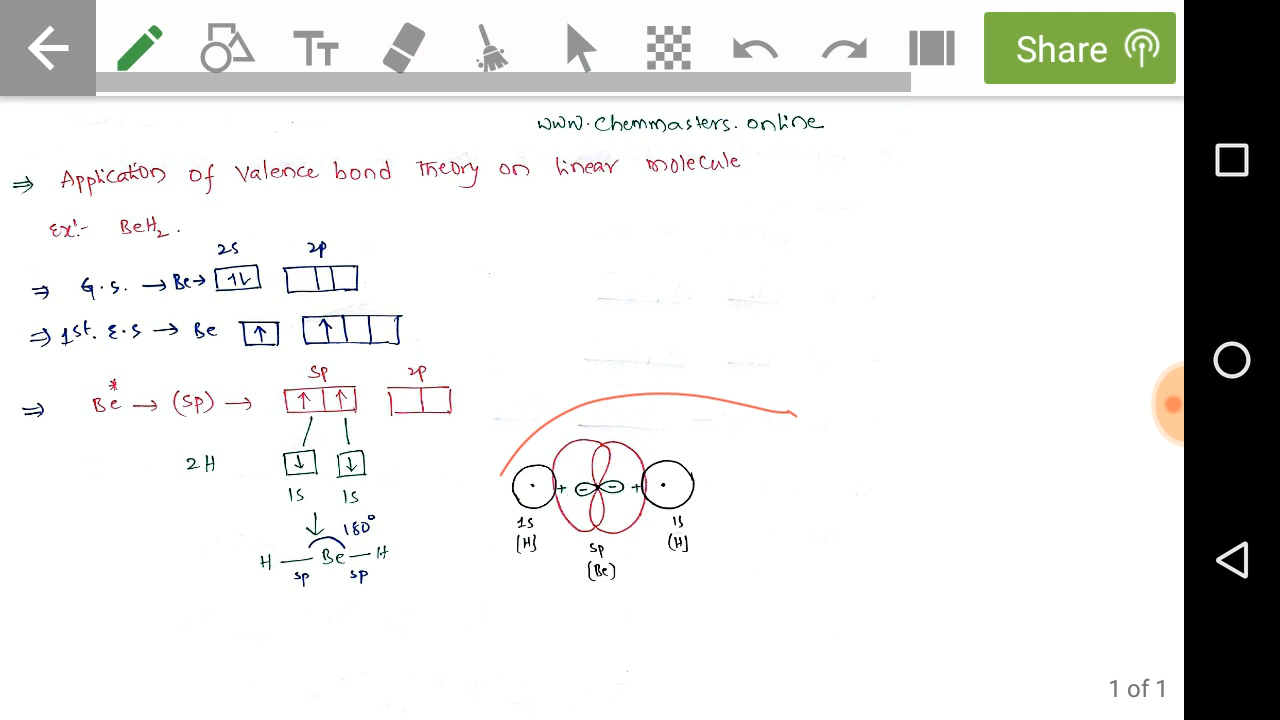 Share
www.chemmasters.online
⇒ Application of valence bond Theory on linear molecule
Ex:- BeH₂.
2s 2p
⇒ G.s. → Be → ↑↓
⇒ 1st. E.S → Be ↑ ↑
sp 2p
⇒ Be* → (sp) → ↑ ↑
2H ↓ ↓
1s 1s
180°
H — Be — H
sp sp
+ - - +
1s 1s
(H) sp (H)
(Be)
1 of 1